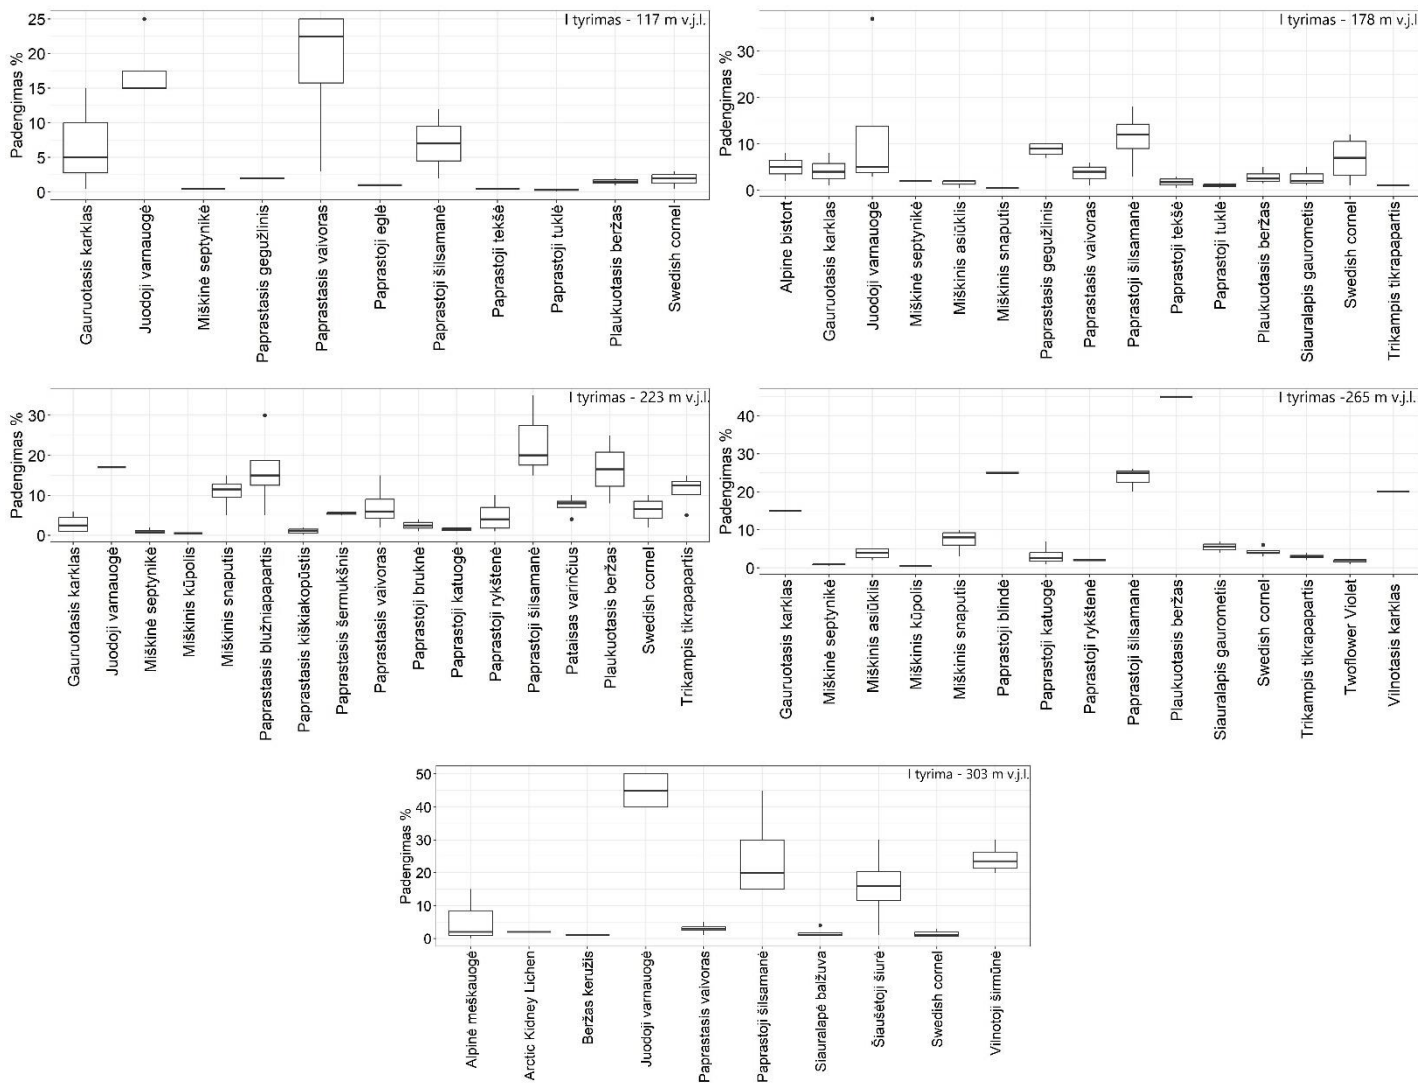 I tyrimas - 117 m v.j.l.
Padengimas %
25
20
15
10
5
0
Gauruotasis karklas
Juodoji varnauogė
Miškinė septynikė
Paprastasis gegužlinis
Paprastasis vaivoras
Paprastoji eglė
Paprastoji šilsamanė
Paprastoji tekšė
Paprastoji tuklė
Plaukuotasis beržas
Swedish cornel
I tyrimas - 178 m v.j.l.
Padengimas %
30
20
10
0
Alpine bistort
Gauruotasis karklas
Juodoji varnauogė
Miškinė septynikė
Miškinis asiūklis
Miškinis snaputis
Paprastasis gegužlinis
Paprastasis vaivoras
Paprastoji šilsamanė
Paprastoji tekšė
Paprastoji tuklė
Plaukuotasis beržas
Siauralapis gaurometis
Swedish cornel
Trikampis tikrapapartis
I tyrimas - 223 m v.j.l.
Padengimas %
30
20
10
0
Gauruotasis karklas
Juodoji varnauogė
Miškinė septynikė
Miškinis kūpolis
Miškinis snaputis
Paprastasis blužniapapartis
Paprastasis kiškiakopūstis
Paprastasis šermukšnis
Paprastasis vaivoras
Paprastoji bruknė
Paprastoji katuogė
Paprastoji rykštenė
Paprastoji šilsamanė
Pataisas varinčius
Plaukuotasis beržas
Swedish cornel
Trikampis tikrapapartis
I tyrimas -265 m v.j.l.
Padengimas %
40
30
20
10
0
Gauruotasis karklas
Miškinė septynikė
Miškinis asiūklis
Miškinis kūpolis
Miškinis snaputis
Paprastoji blindė
Paprastoji katuogė
Paprastoji rykštenė
Paprastoji šilsamanė
Plaukuotasis beržas
Siauralapis gaurometis
Swedish cornel
Trikampis tikrapapartis
Twoflower Violet
Vilnotasis karklas
I tyrima - 303 m v.j.l.
Padengimas %
50
40
30
20
10
0
Alpinė meškauogė
Arctic Kidney Lichen
Beržas keružis
Juodoji varnauogė
Paprastasis vaivoras
Paprastoji šilsamanė
Siauralapė balžuva
Šiaušėtoji šiurė
Swedish cornel
Vilnotoji širmūnė